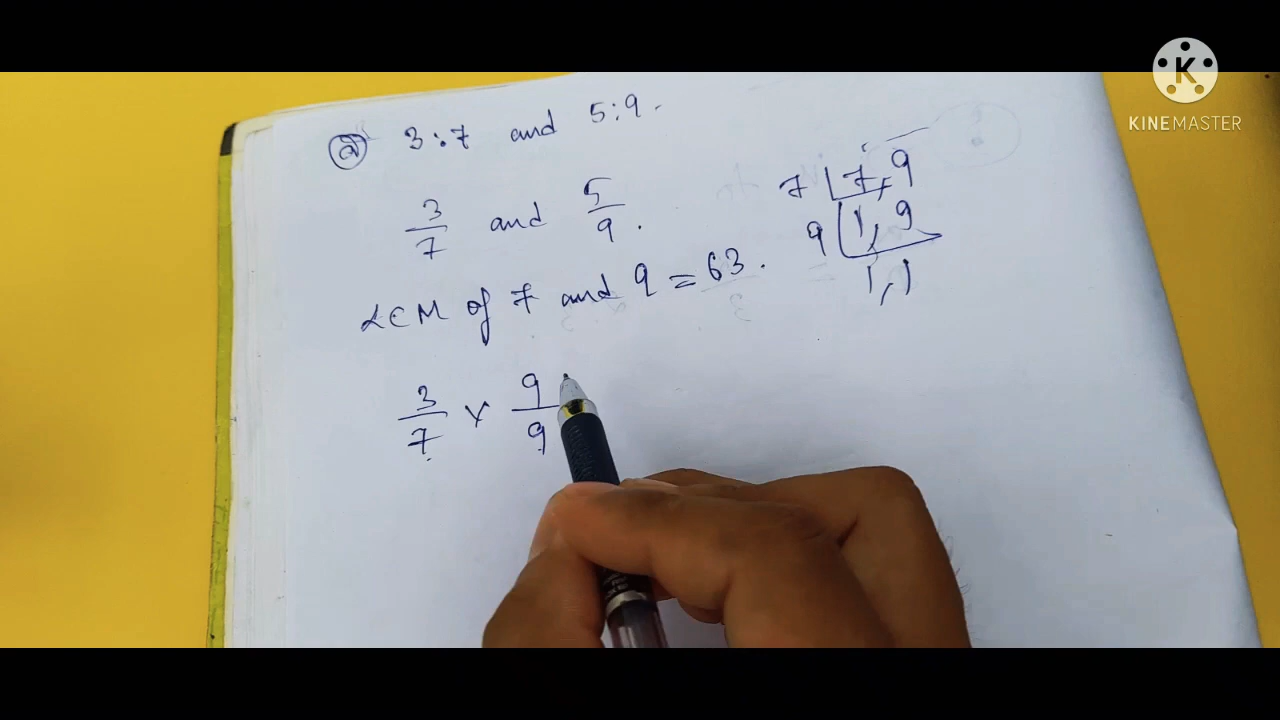 (a) 3:7 and 5:9.
3/7 and 5/9.
LCM of 7 and 9 = 63.
3/7 × 9/9
7 | 7, 9
9 | 1, 9
1, 1
K
KINEMASTER